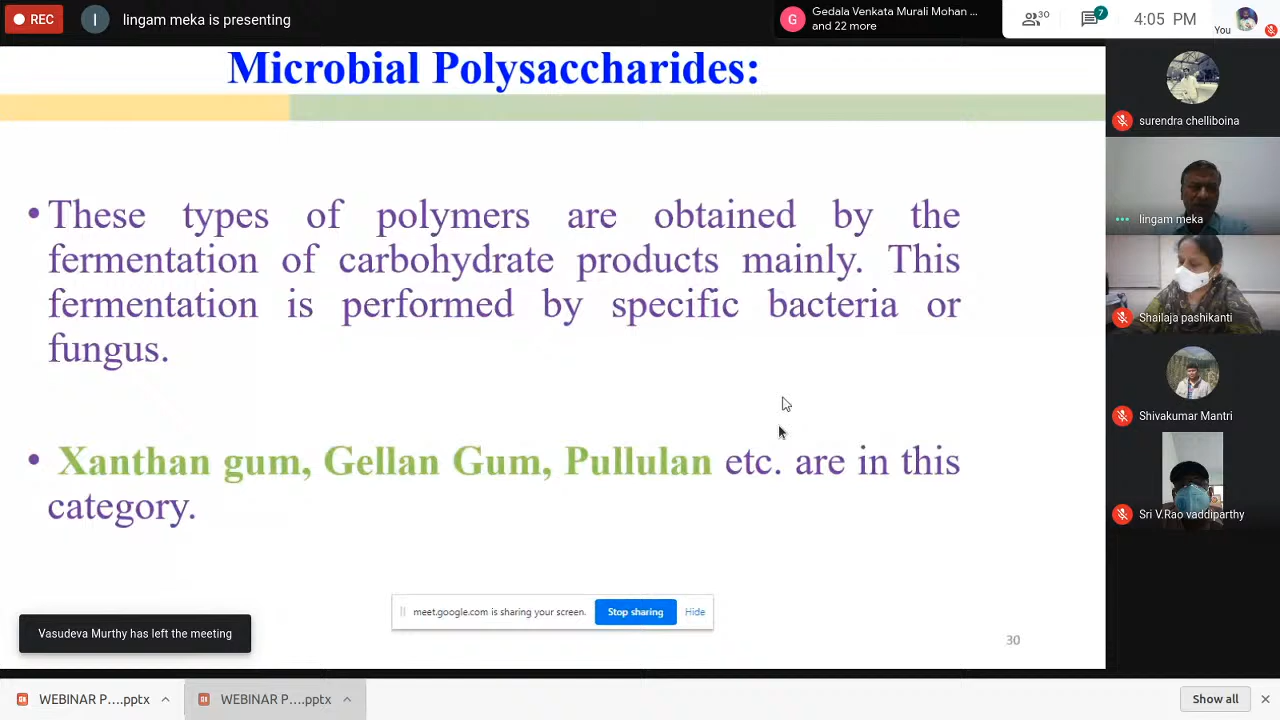 REC
l
lingam meka is presenting
G
Gedala Venkata Murali Mohan ...
and 22 more
30
7
4:05 PM
You
Microbial Polysaccharides:
• These types of polymers are obtained by the
fermentation of carbohydrate products mainly. This
fermentation is performed by specific bacteria or
fungus.
• Xanthan gum, Gellan Gum, Pullulan etc. are in this
category.
meet.google.com is sharing your screen.
Stop sharing
Hide
30
Vasudeva Murthy has left the meeting
surendra chelliboina
lingam meka
Shailaja pashikanti
Shivakumar Mantri
Sri V.Rao vaddiparthy
WEBINAR P....pptx
WEBINAR P....pptx
Show all